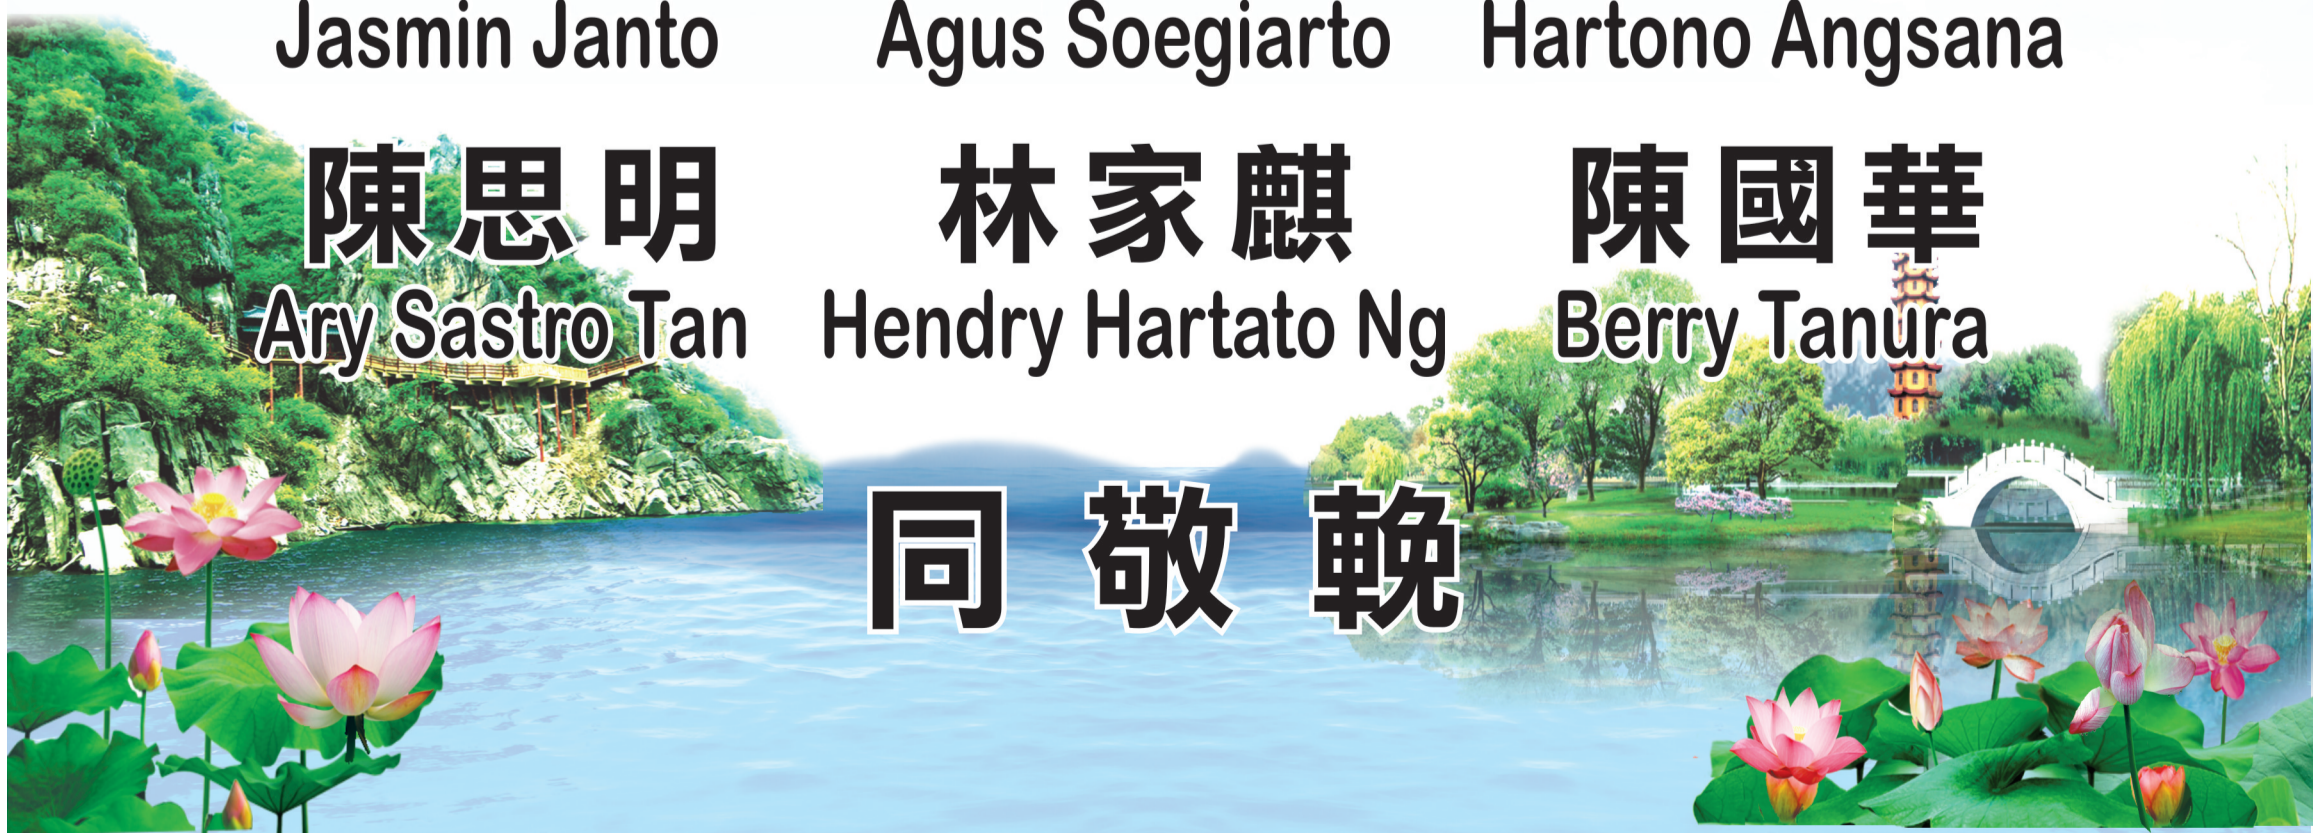 Jasmin Janto Agus Soegiarto Hartono Angsana
陳思明 林家麒 陳國華
Ary Sastro Tan Hendry Hartato Ng Berry Tanura
同敬輓